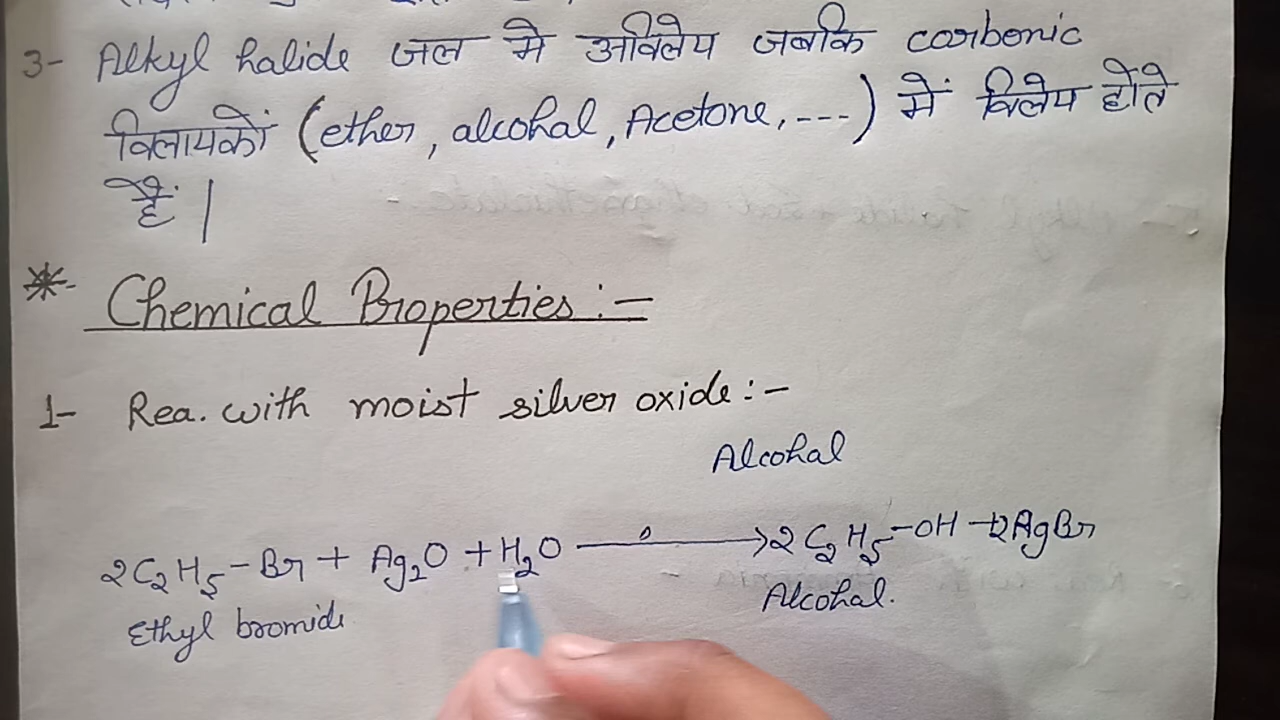 3- Alkyl halide जल मे अविलेय जबकि carbonic
विलायकों (ether, alcohal, Acetone, ---) में विलेय होते
हैं |
*- Chemical Properties :-
1- Rea. with moist silver oxide :-
Alcohal
2C₂H₅-Br + Ag₂O + H₂O ⟶ 2C₂H₅-OH + 2AgBr
Ethyl bromide Alcohal.